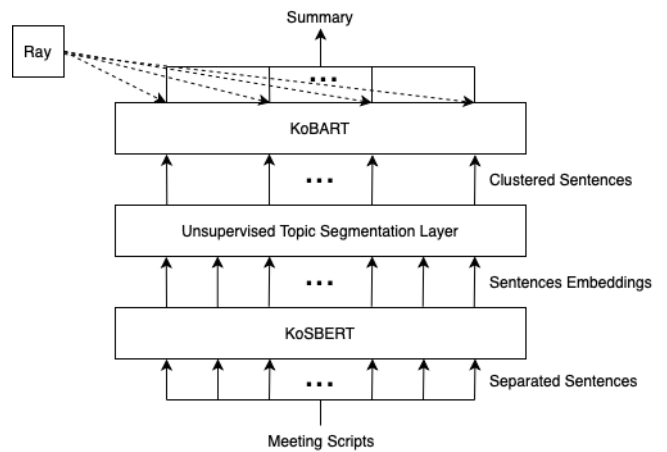 Summary
Ray
...
KoBART
...
Clustered Sentences
Unsupervised Topic Segmentation Layer
...
Sentences Embeddings
KoSBERT
...
Separated Sentences
Meeting Scripts